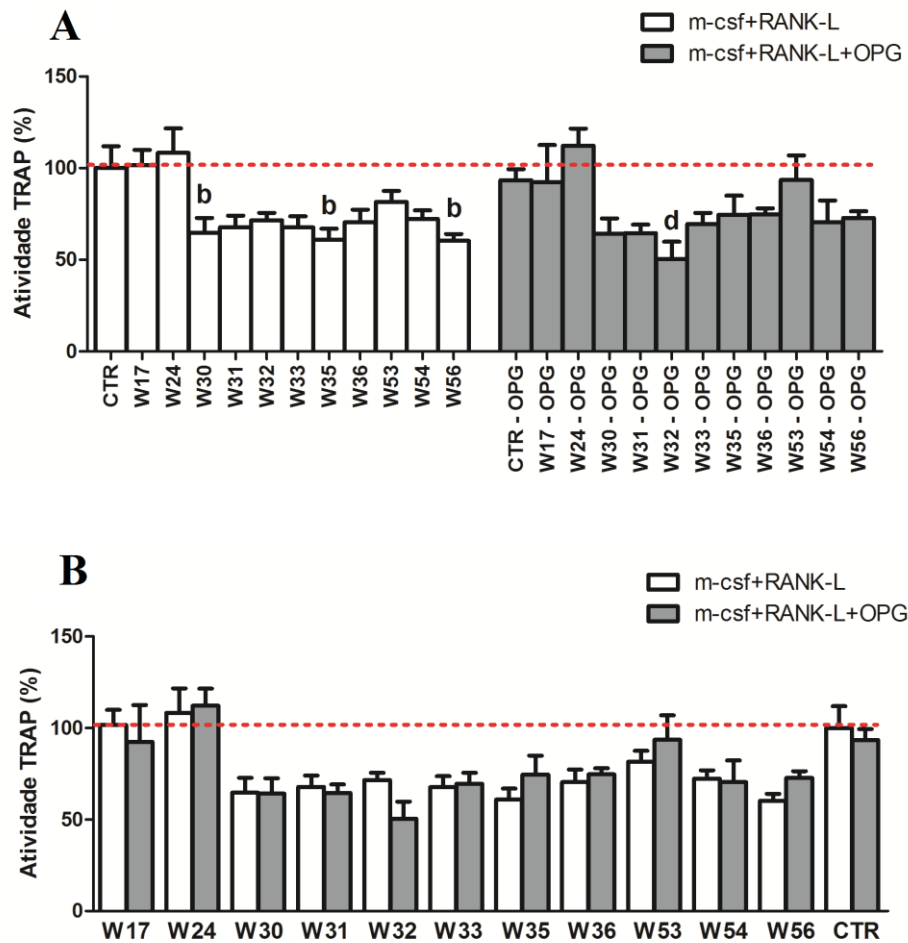 A
m-csf+RANK-L
m-csf+RANK-L+OPG
Atividade TRAP (%)
150
100
50
0
b
b
b
d
CTR
W17
W24
W30
W31
W32
W33
W35
W36
W53
W54
W56
CTR - OPG
W17 - OPG
W24 - OPG
W30 - OPG
W31 - OPG
W32 - OPG
W33 - OPG
W35 - OPG
W36 - OPG
W53 - OPG
W54 - OPG
W56 - OPG
B
m-csf+RANK-L
m-csf+RANK-L+OPG
Atividade TRAP (%)
150
100
50
0
W17 W24 W30 W31 W32 W33 W35 W36 W53 W54 W56 CTR